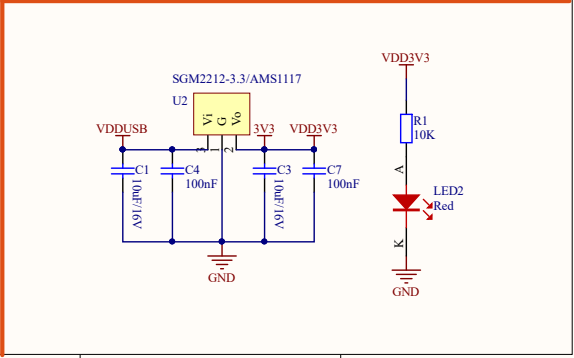 VDD3V3
SGM2212-3.3/AMS1117
U2
Vi
G
Vo
VDDUSB
3
1
2
3V3
VDD3V3
R1
10K
C1
10uF/16V
C4
100nF
C3
10uF/16V
C7
100nF
A
LED2
Red
K
GND
GND